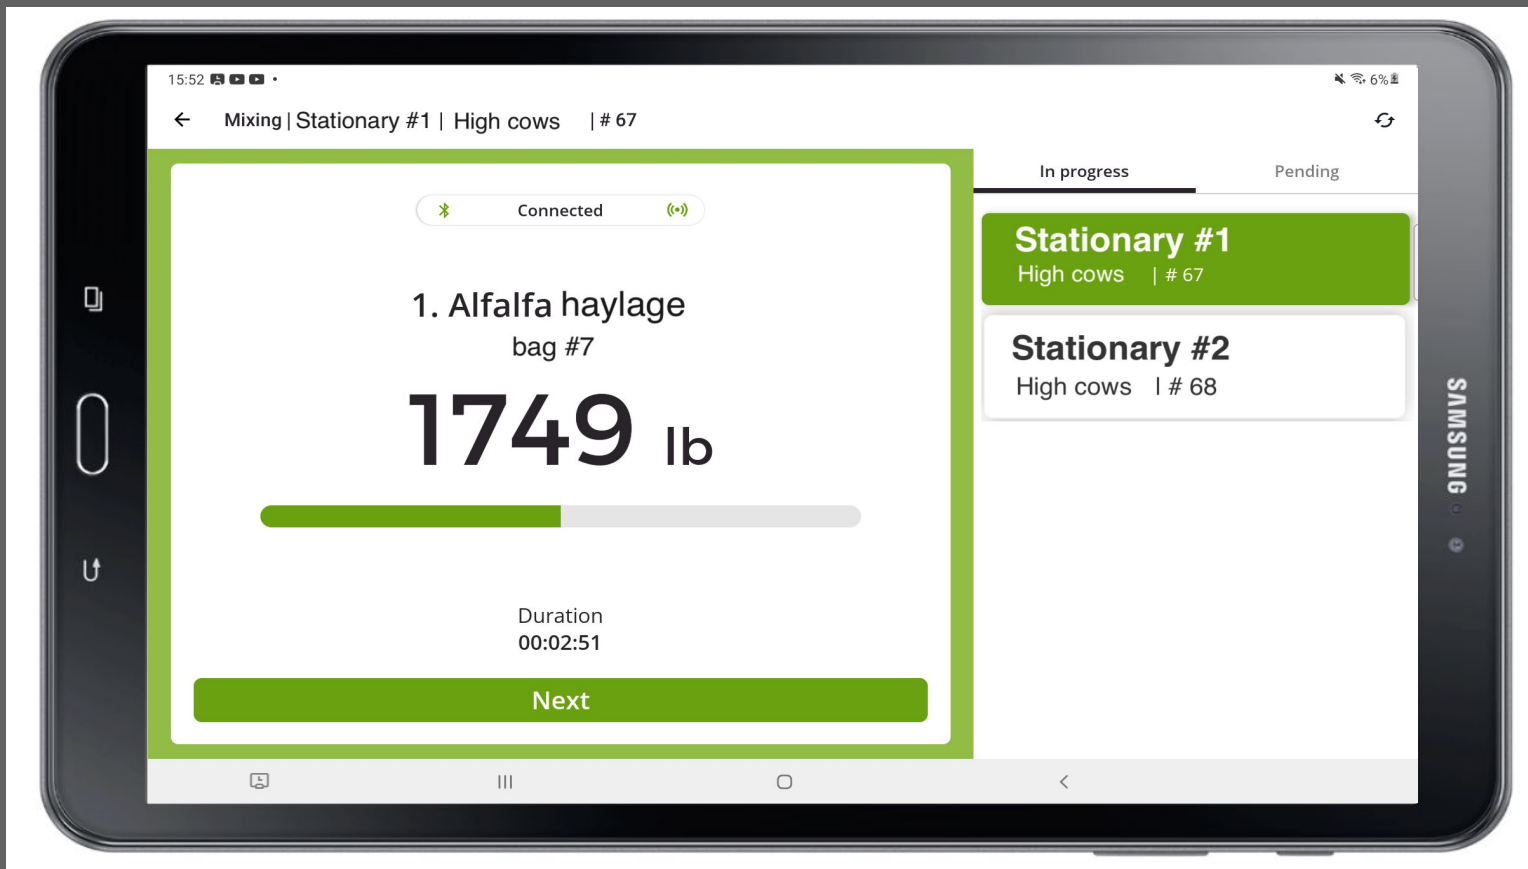 15:52
6%
Mixing | Stationary #1 | High cows | # 67
Connected
1. Alfalfa haylage
bag #7
1749 lb
Duration
00:02:51
Next
In progress
Pending
Stationary #1
High cows | # 67
Stationary #2
High cows | # 68
SAMSUNG